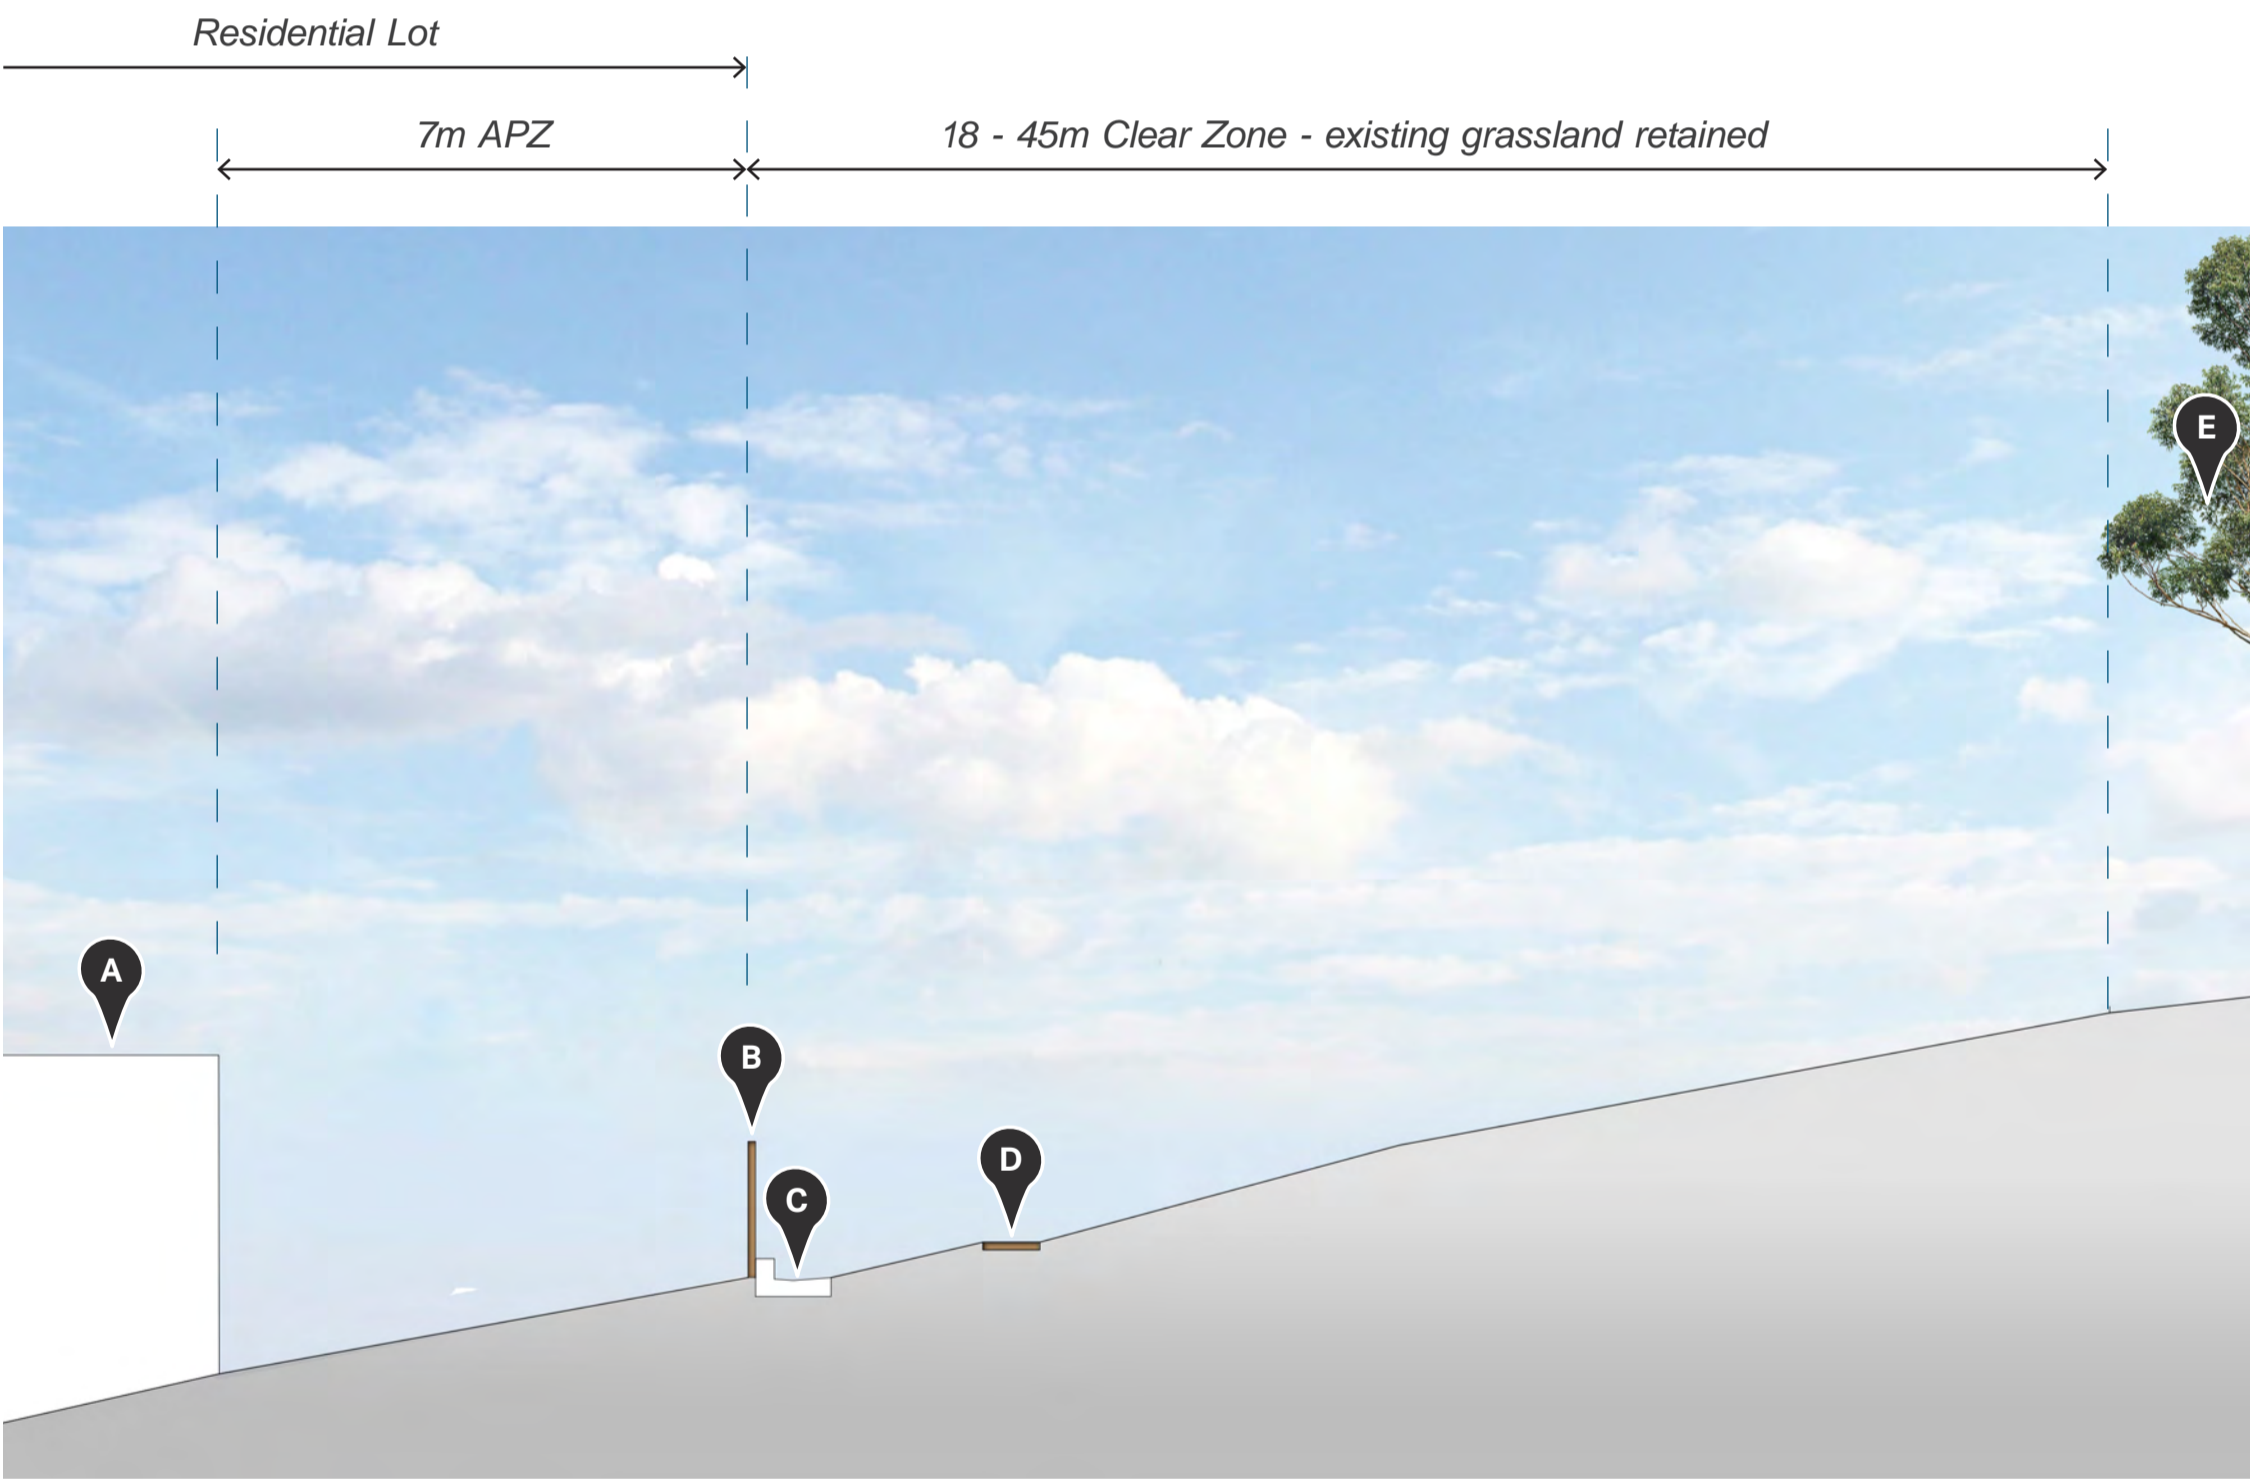 Residential Lot
7m APZ
18 - 45m Clear Zone - existing grassland retained
E
A
B
D
C